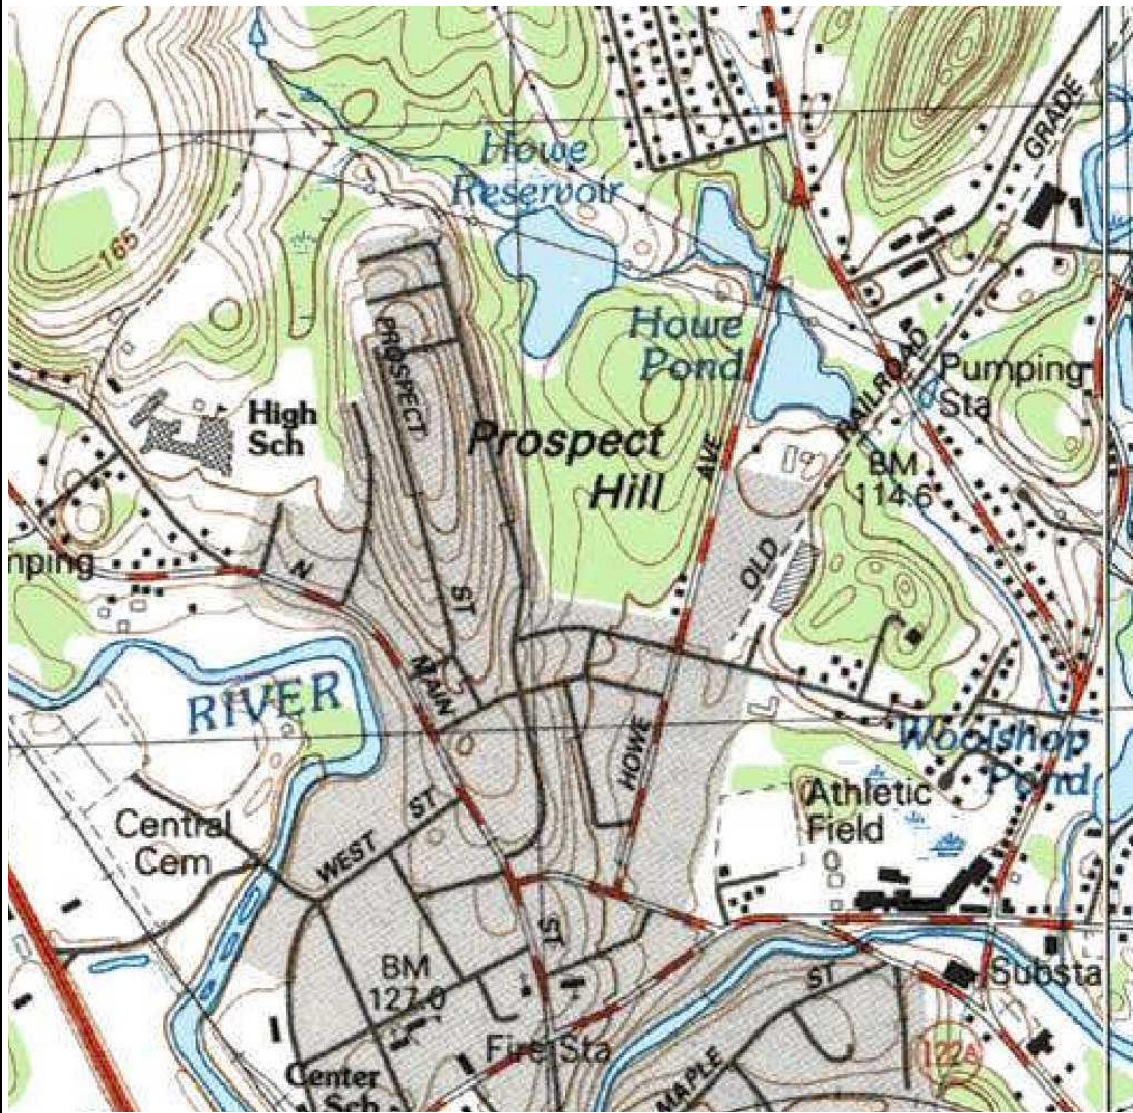 Howe
Reservoir
GRADE
165
PROSPECT
Howe
Pond
Pumping
Sta
RAILROAD
High
Sch
Prospect
Hill
AVE
BM
114.6
mping
N
ST
OLD
MAIN
RIVER
HOWE
Woolshop
Pond
Athletic
Field
Central
Cem
WEST ST
ST
BM
127.0
ST
Substa
Fire Sta
122A
Center
Sch
MAPLE